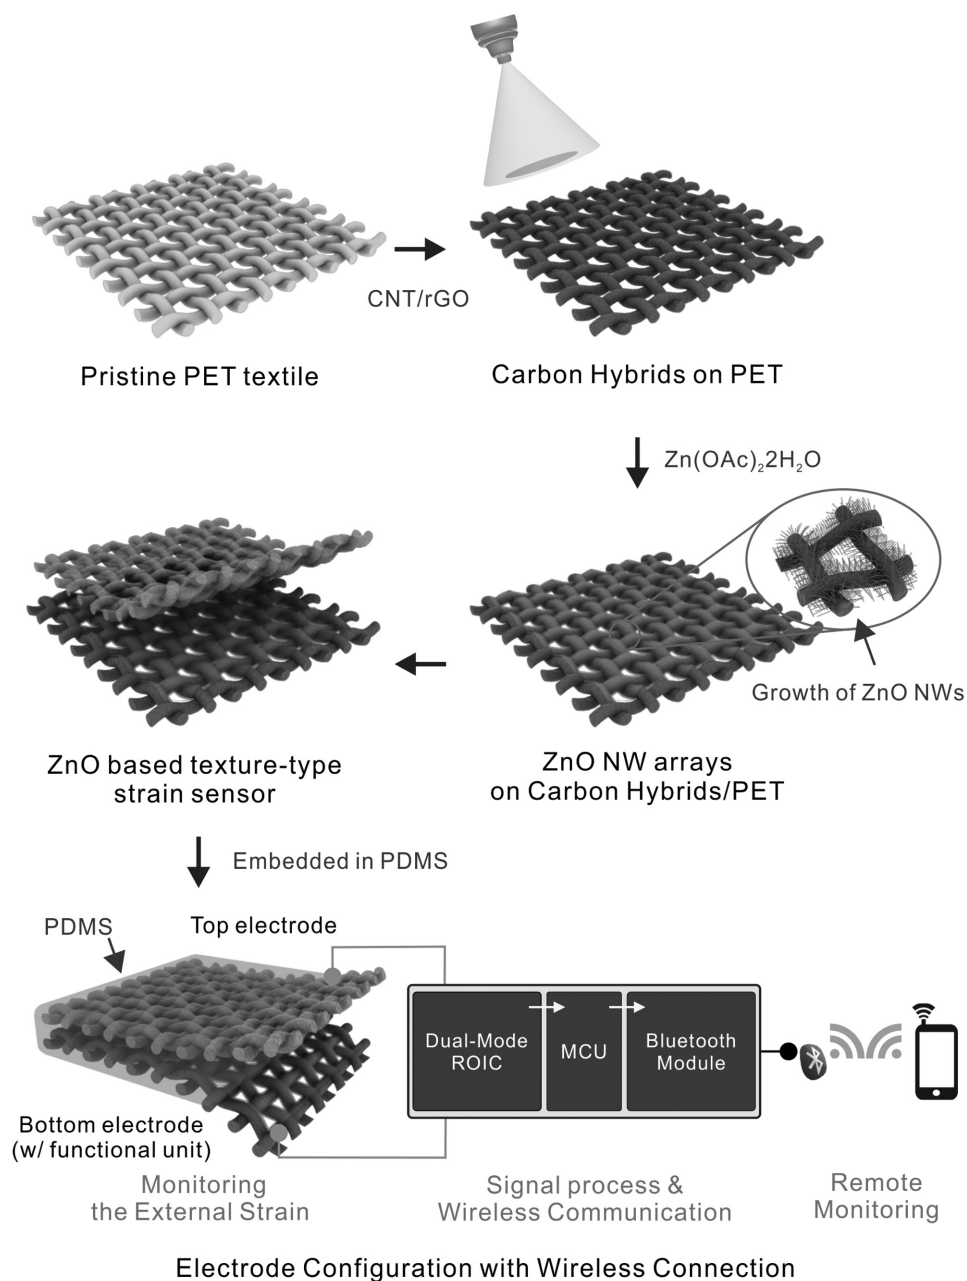 CNT/rGO
Pristine PET textile
Carbon Hybrids on PET
Zn(OAc)₂2H₂O
Growth of ZnO NWs
ZnO NW arrays
on Carbon Hybrids/PET
ZnO based texture-type
strain sensor
Embedded in PDMS
PDMS
Top electrode
Bottom electrode
(w/ functional unit)
Dual-Mode
ROIC
MCU
Bluetooth
Module
Monitoring
the External Strain
Signal process &
Wireless Communication
Remote
Monitoring
Electrode Configuration with Wireless Connection